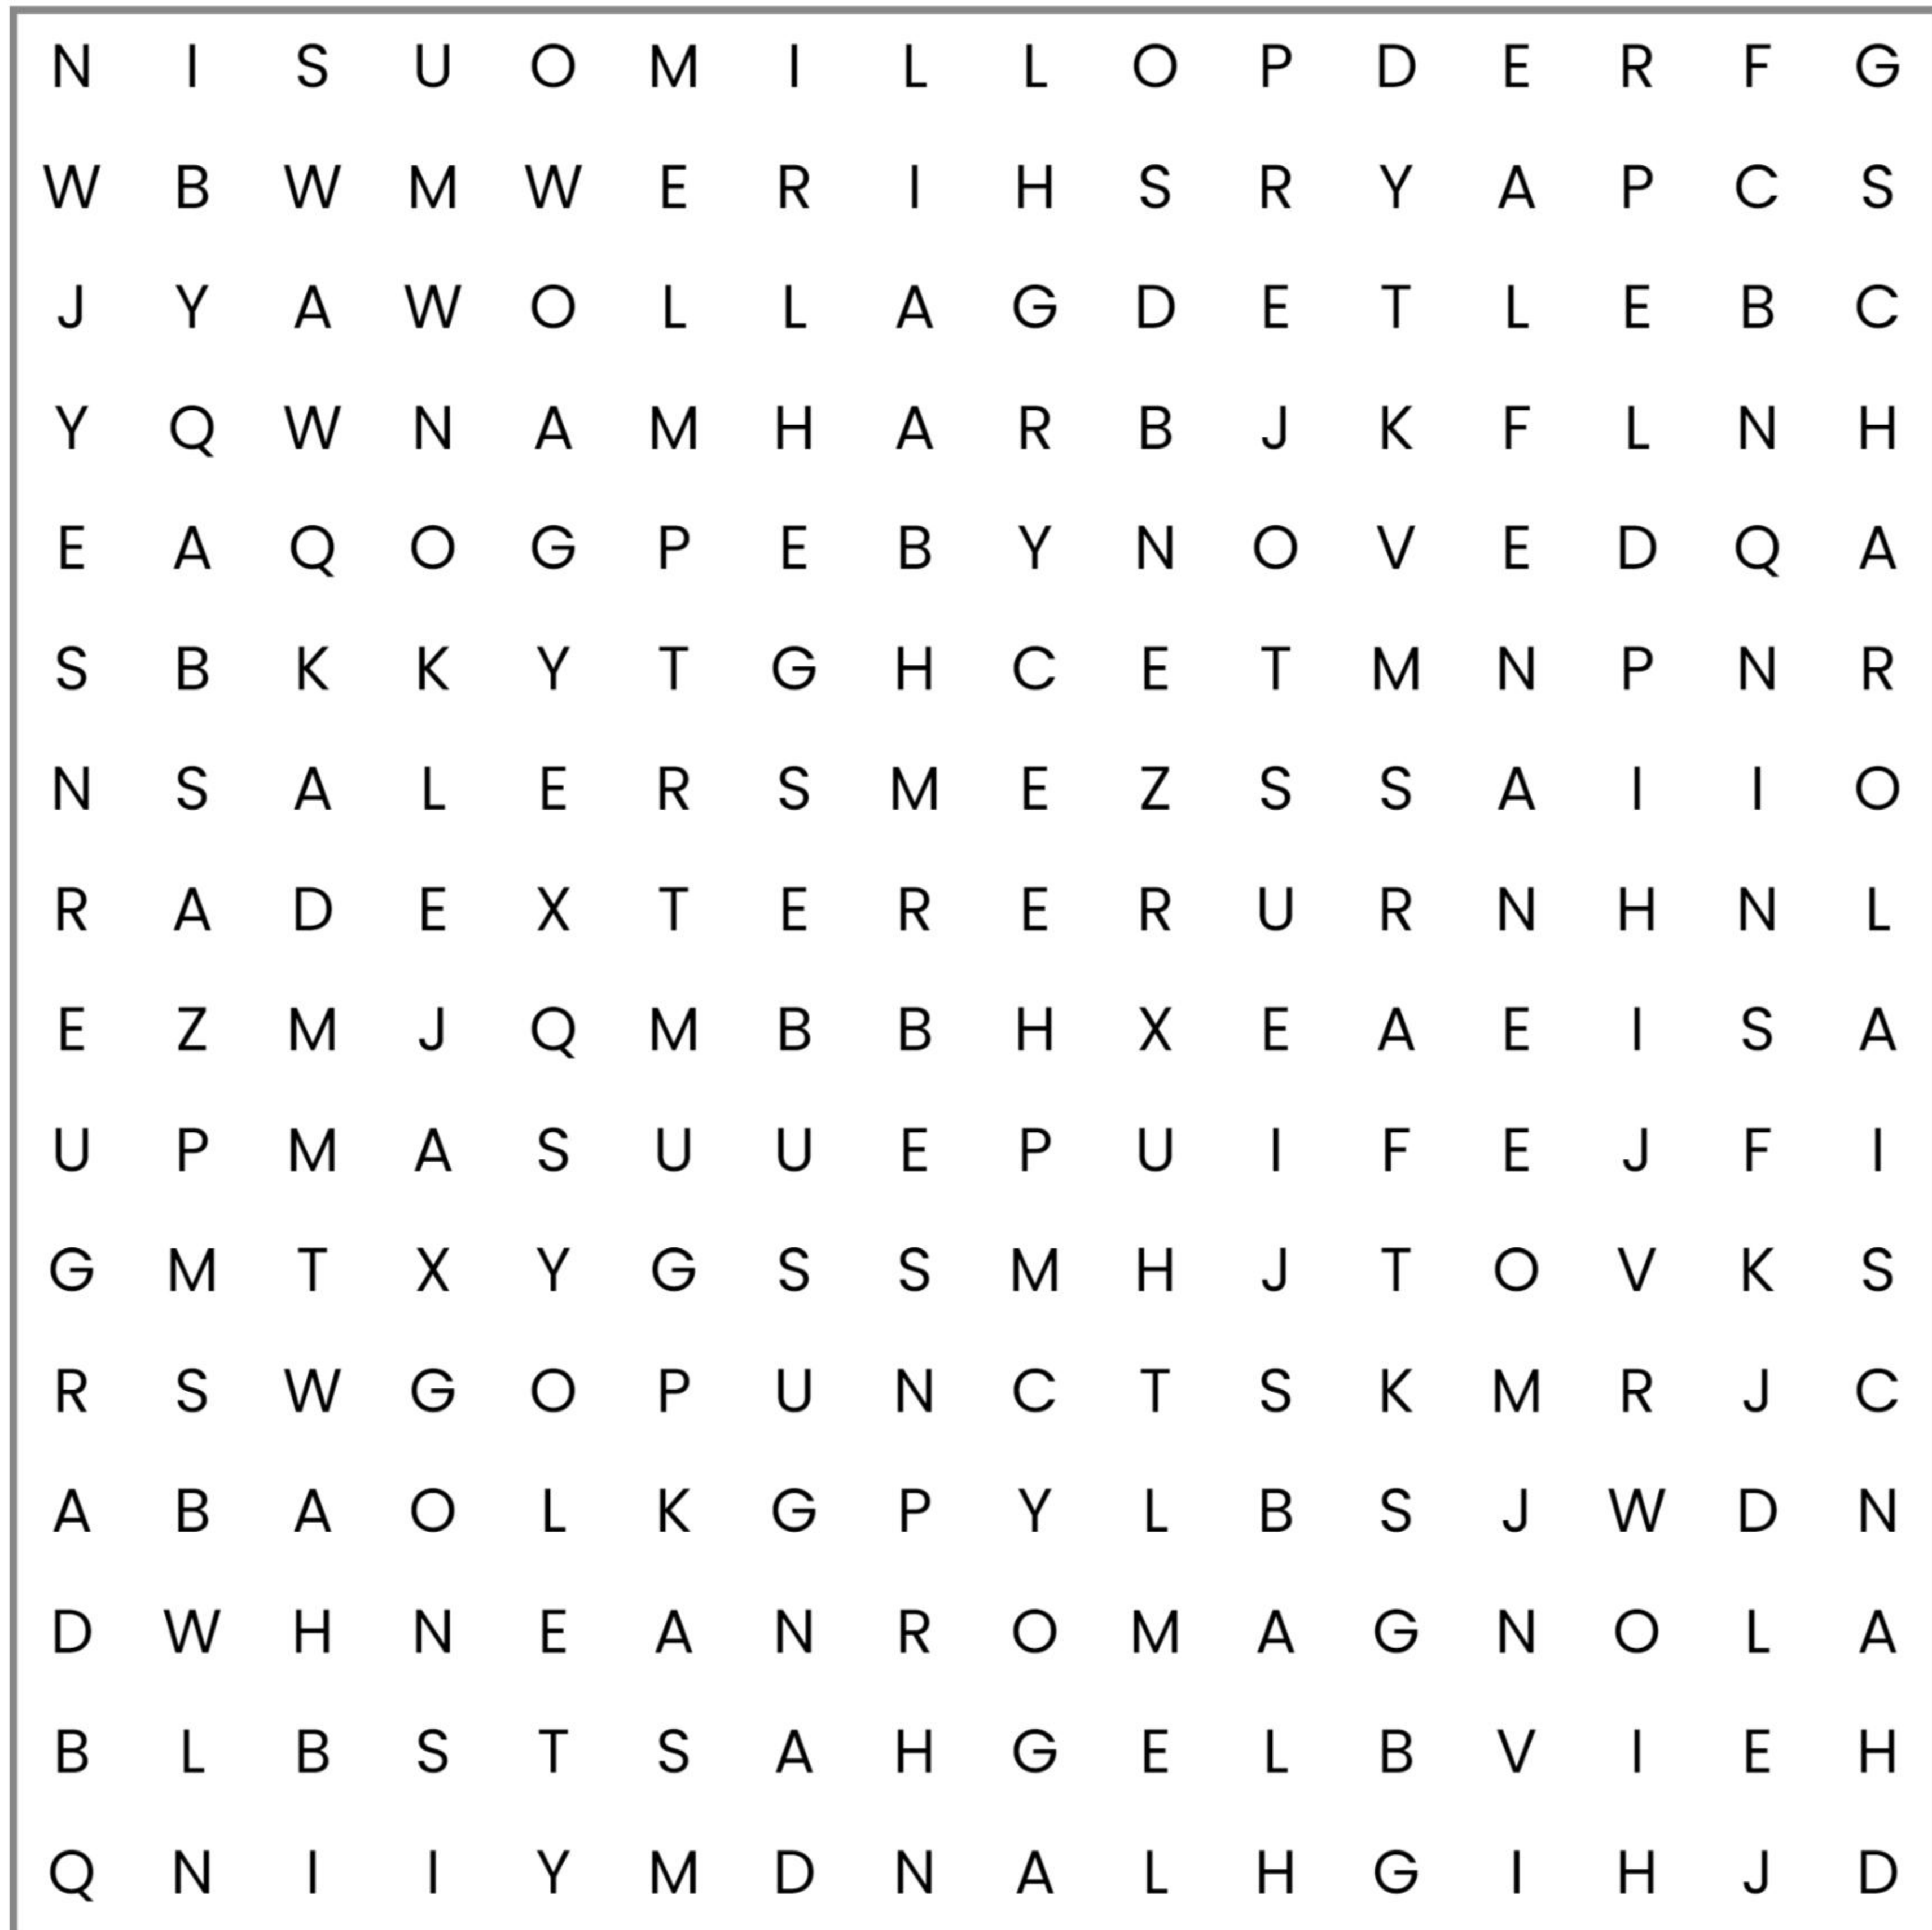 N I S U O M I L L O P D E R F G
W B W M W E R I H S R Y A P C S
J Y A W O L L A G D E T L E B C
Y Q W N A M H A R B J K F L N H
E A Q O G P E B Y N O V E D Q A
S B K K Y T G H C E T M N P N R
N S A L E R S M E Z S S A I I O
R A D E X T E R E R U R N H N L
E Z M J Q M B B H X E A E I S A
U P M A S U U E P U I F E J F I
G M T X Y G S S M H J T O V K S
R S W G O P U N C T S K M R J C
A B A O L K G P Y L B S J W D N
D W H N E A N R O M A G N O L A
B L B S T S A H G E L B V I E H
Q N I I Y M D N A L H G I H J D